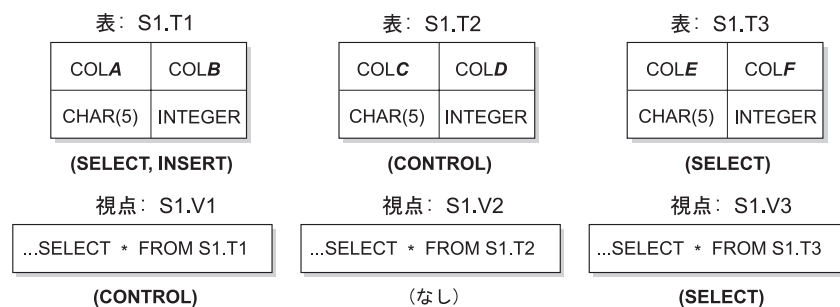 表: S1.T1
表: S1.T2
表: S1.T3
COLA COLB
CHAR(5) INTEGER
COLC COLD
CHAR(5) INTEGER
COLE COLF
CHAR(5) INTEGER
(SELECT, INSERT)
(CONTROL)
(SELECT)
視点: S1.V1
視点: S1.V2
視点: S1.V3
...SELECT * FROM S1.T1
...SELECT * FROM S1.T2
...SELECT * FROM S1.T3
(CONTROL)
(なし)
(SELECT)